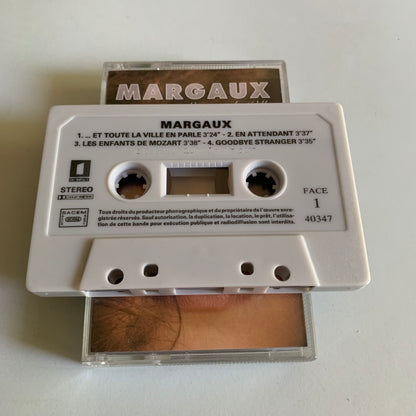 MARGAUX
MARGAUX
1. ... ET TOUTE LA VILLE EN PARLE 3'24" - 2. EN ATTENDANT 3'37"
3. LES ENFANTS DE MOZART 3'38" - 4. GOODBYE STRANGER 3'35"
STEREO
SACEM
FACE
1
40347
Tous droits du producteur phonographique et du propriétaire de l'œuvre enre-
gistrée réservés. Sauf autorisation, la duplication, la location, le prêt, l'utilisa-
tion de cette bande pour exécution publique et radiodiffusion sont interdits.